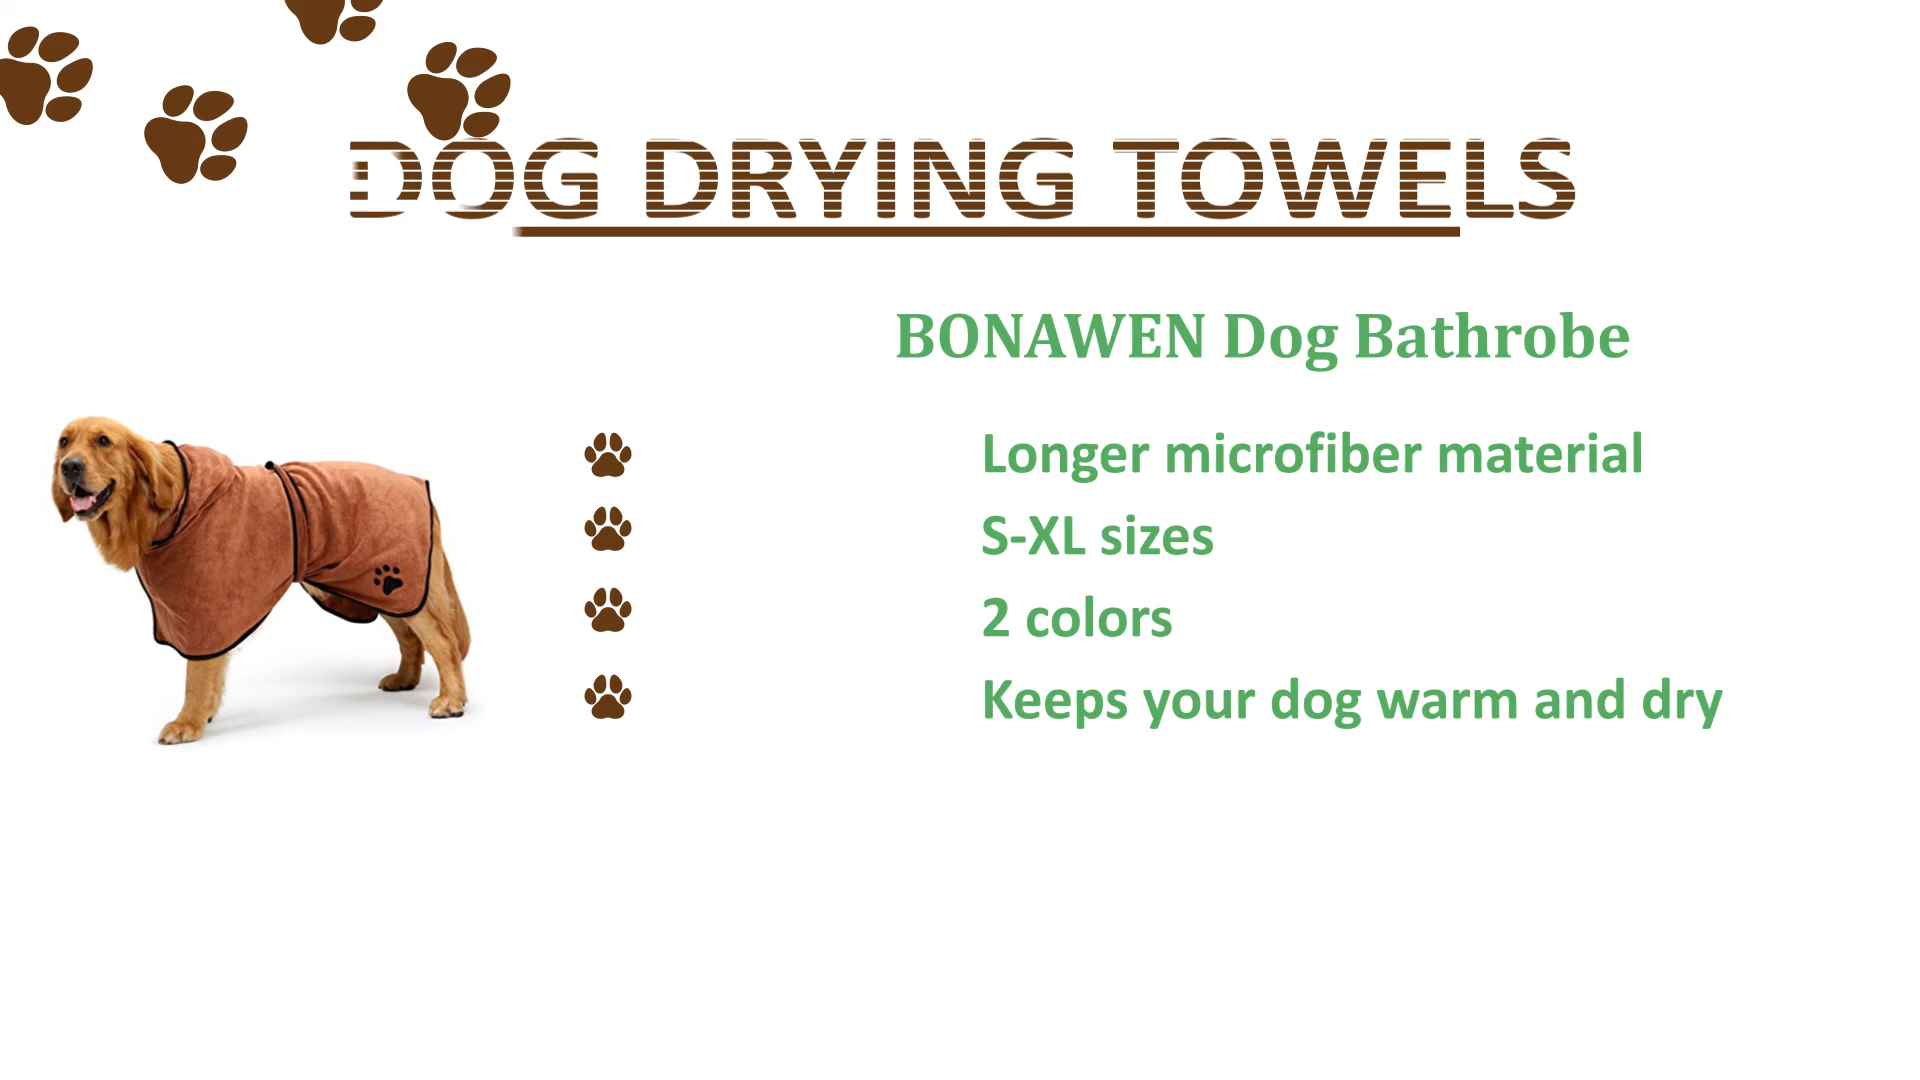 DOG DRYING TOWELS
BONAWEN Dog Bathrobe
Longer microfiber material
S-XL sizes
2 colors
Keeps your dog warm and dry